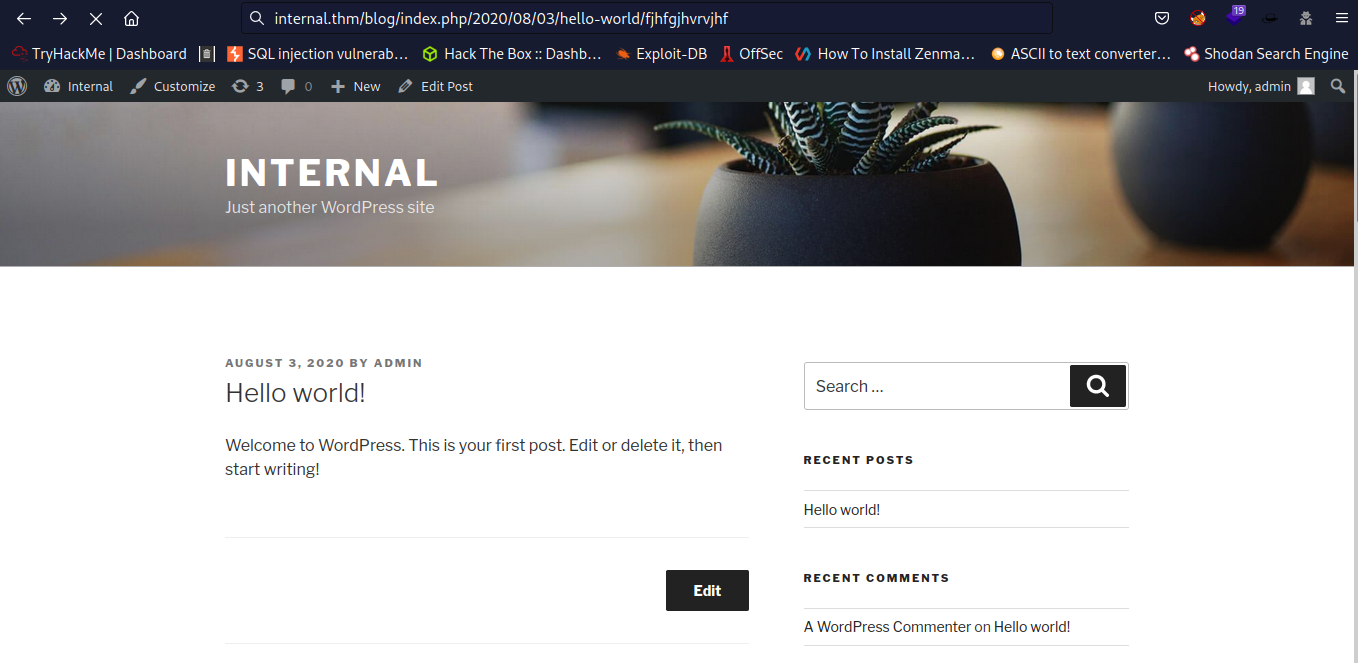 internal.thm/blog/index.php/2020/08/03/hello-world/fjhfgjhvrvjhf
19
TryHackMe | Dashboard SQL injection vulnerab… Hack The Box :: Dashb… Exploit-DB OffSec How To Install Zenma… ASCII to text converter… Shodan Search Engine
Internal Customize 3 0 New Edit Post Howdy, admin
INTERNAL
Just another WordPress site
AUGUST 3, 2020 BY ADMIN
Hello world!
Welcome to WordPress. This is your first post. Edit or delete it, then
start writing!
Edit
Search …
RECENT POSTS
Hello world!
RECENT COMMENTS
A WordPress Commenter on Hello world!